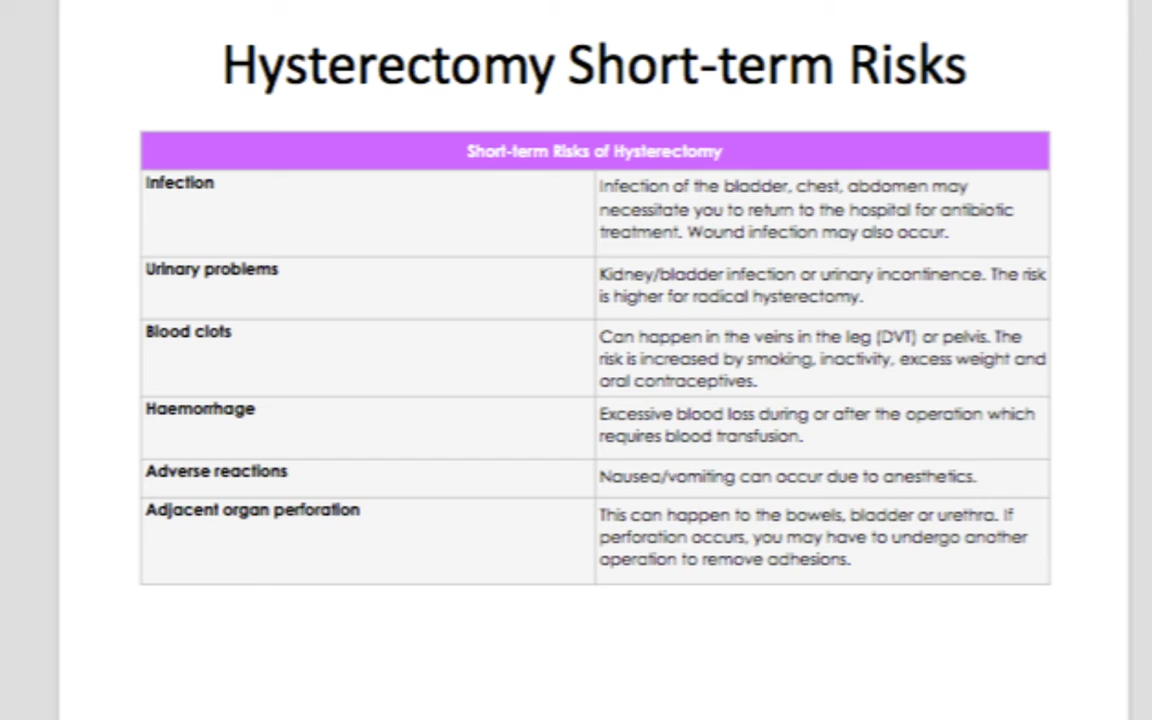 Hysterectomy Short-term Risks
Short-term Risks of Hysterectomy
Infection
Infection of the bladder, chest, abdomen may
necessitate you to return to the hospital for antibiotic
treatment. Wound infection may also occur.
Urinary problems
Kidney/bladder infection or urinary incontinence. The risk
is higher for radical hysterectomy.
Blood clots
Can happen in the veins in the leg (DVT) or pelvis. The
risk is increased by smoking, inactivity, excess weight and
oral contraceptives.
Haemorrhage
Excessive blood loss during or after the operation which
requires blood transfusion.
Adverse reactions
Nausea/vomiting can occur due to anesthetics.
Adjacent organ perforation
This can happen to the bowels, bladder or urethra. If
perforation occurs, you may have to undergo another
operation to remove adhesions.